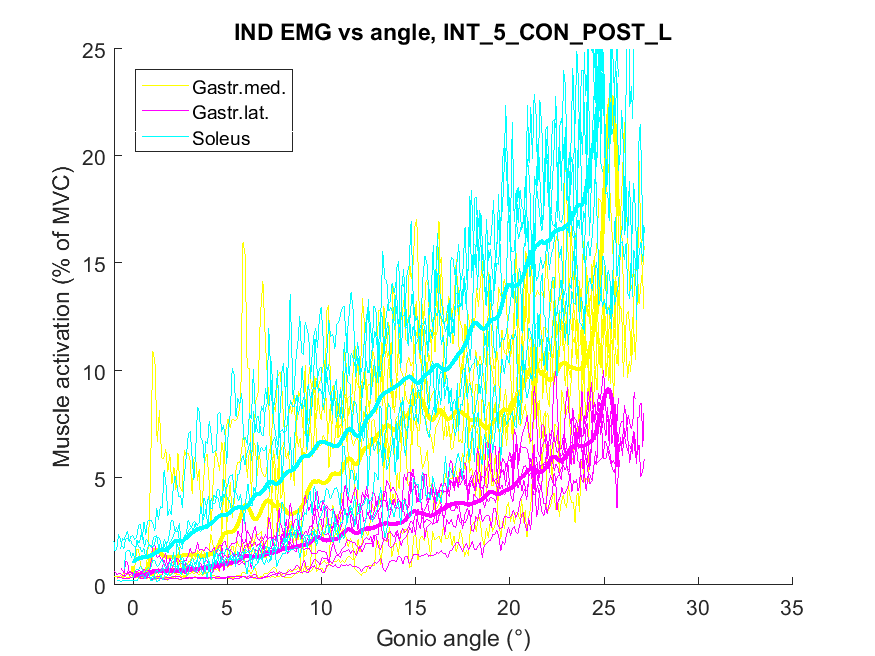 IND EMG vs angle, INT_5_CON_POST_L
25
20
15
10
5
0
Muscle activation (% of MVC)
Gastr.med.
Gastr.lat.
Soleus
0 5 10 15 20 25 30 35
Gonio angle (°)